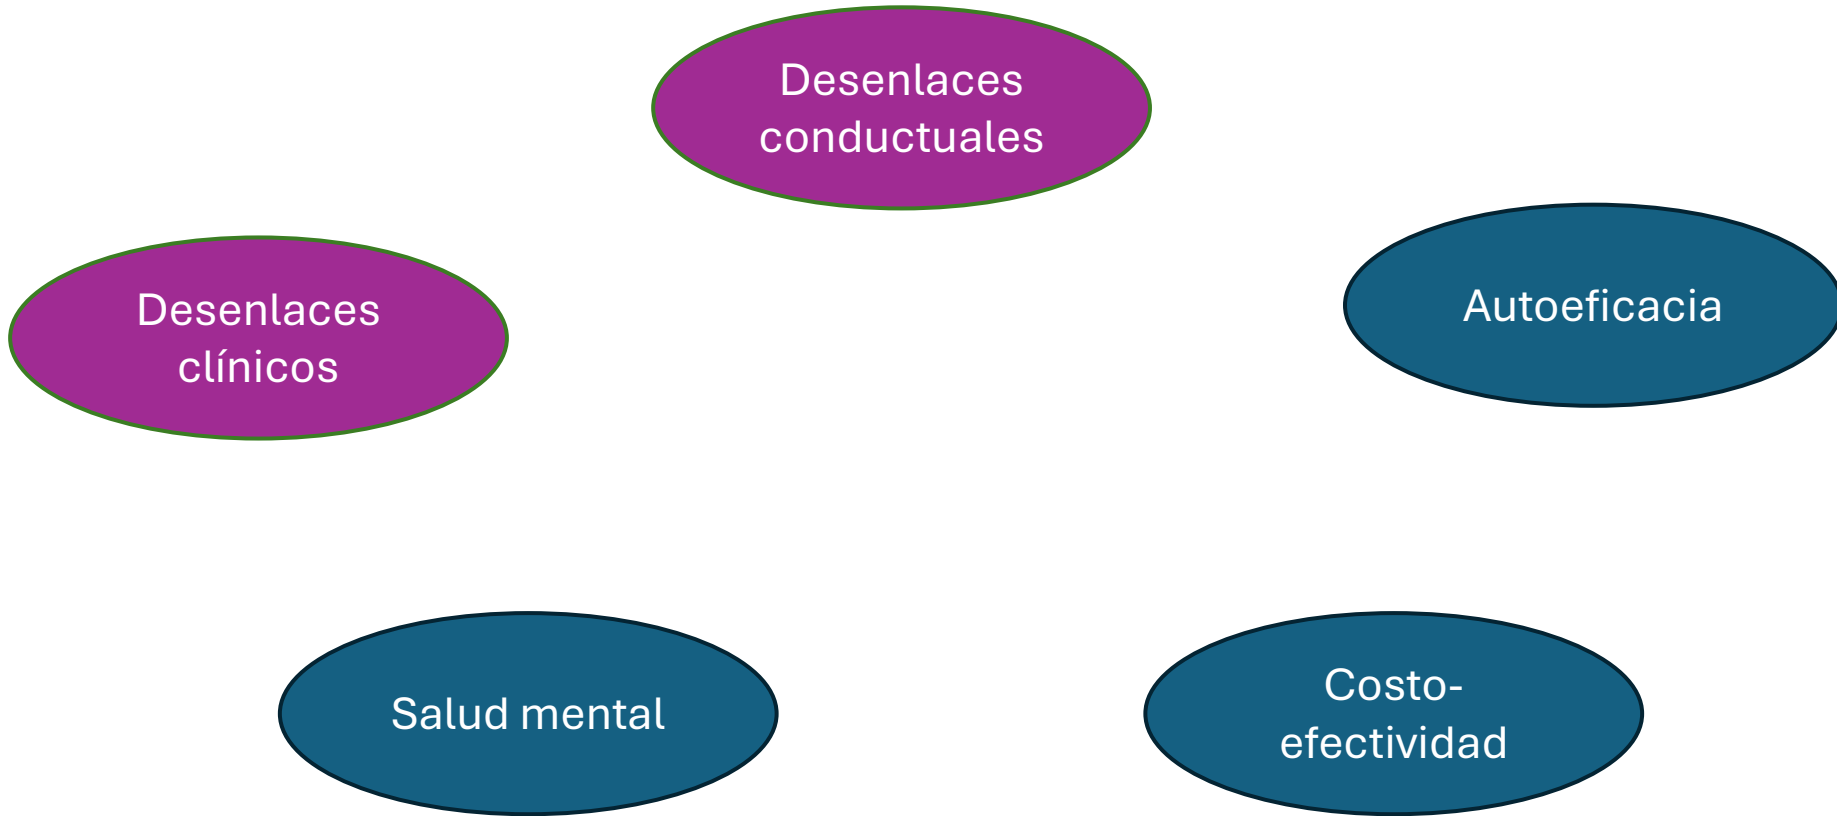 Desenlaces
conductuales
Autoeficacia
Desenlaces
clínicos
Salud mental
Costo-
efectividad